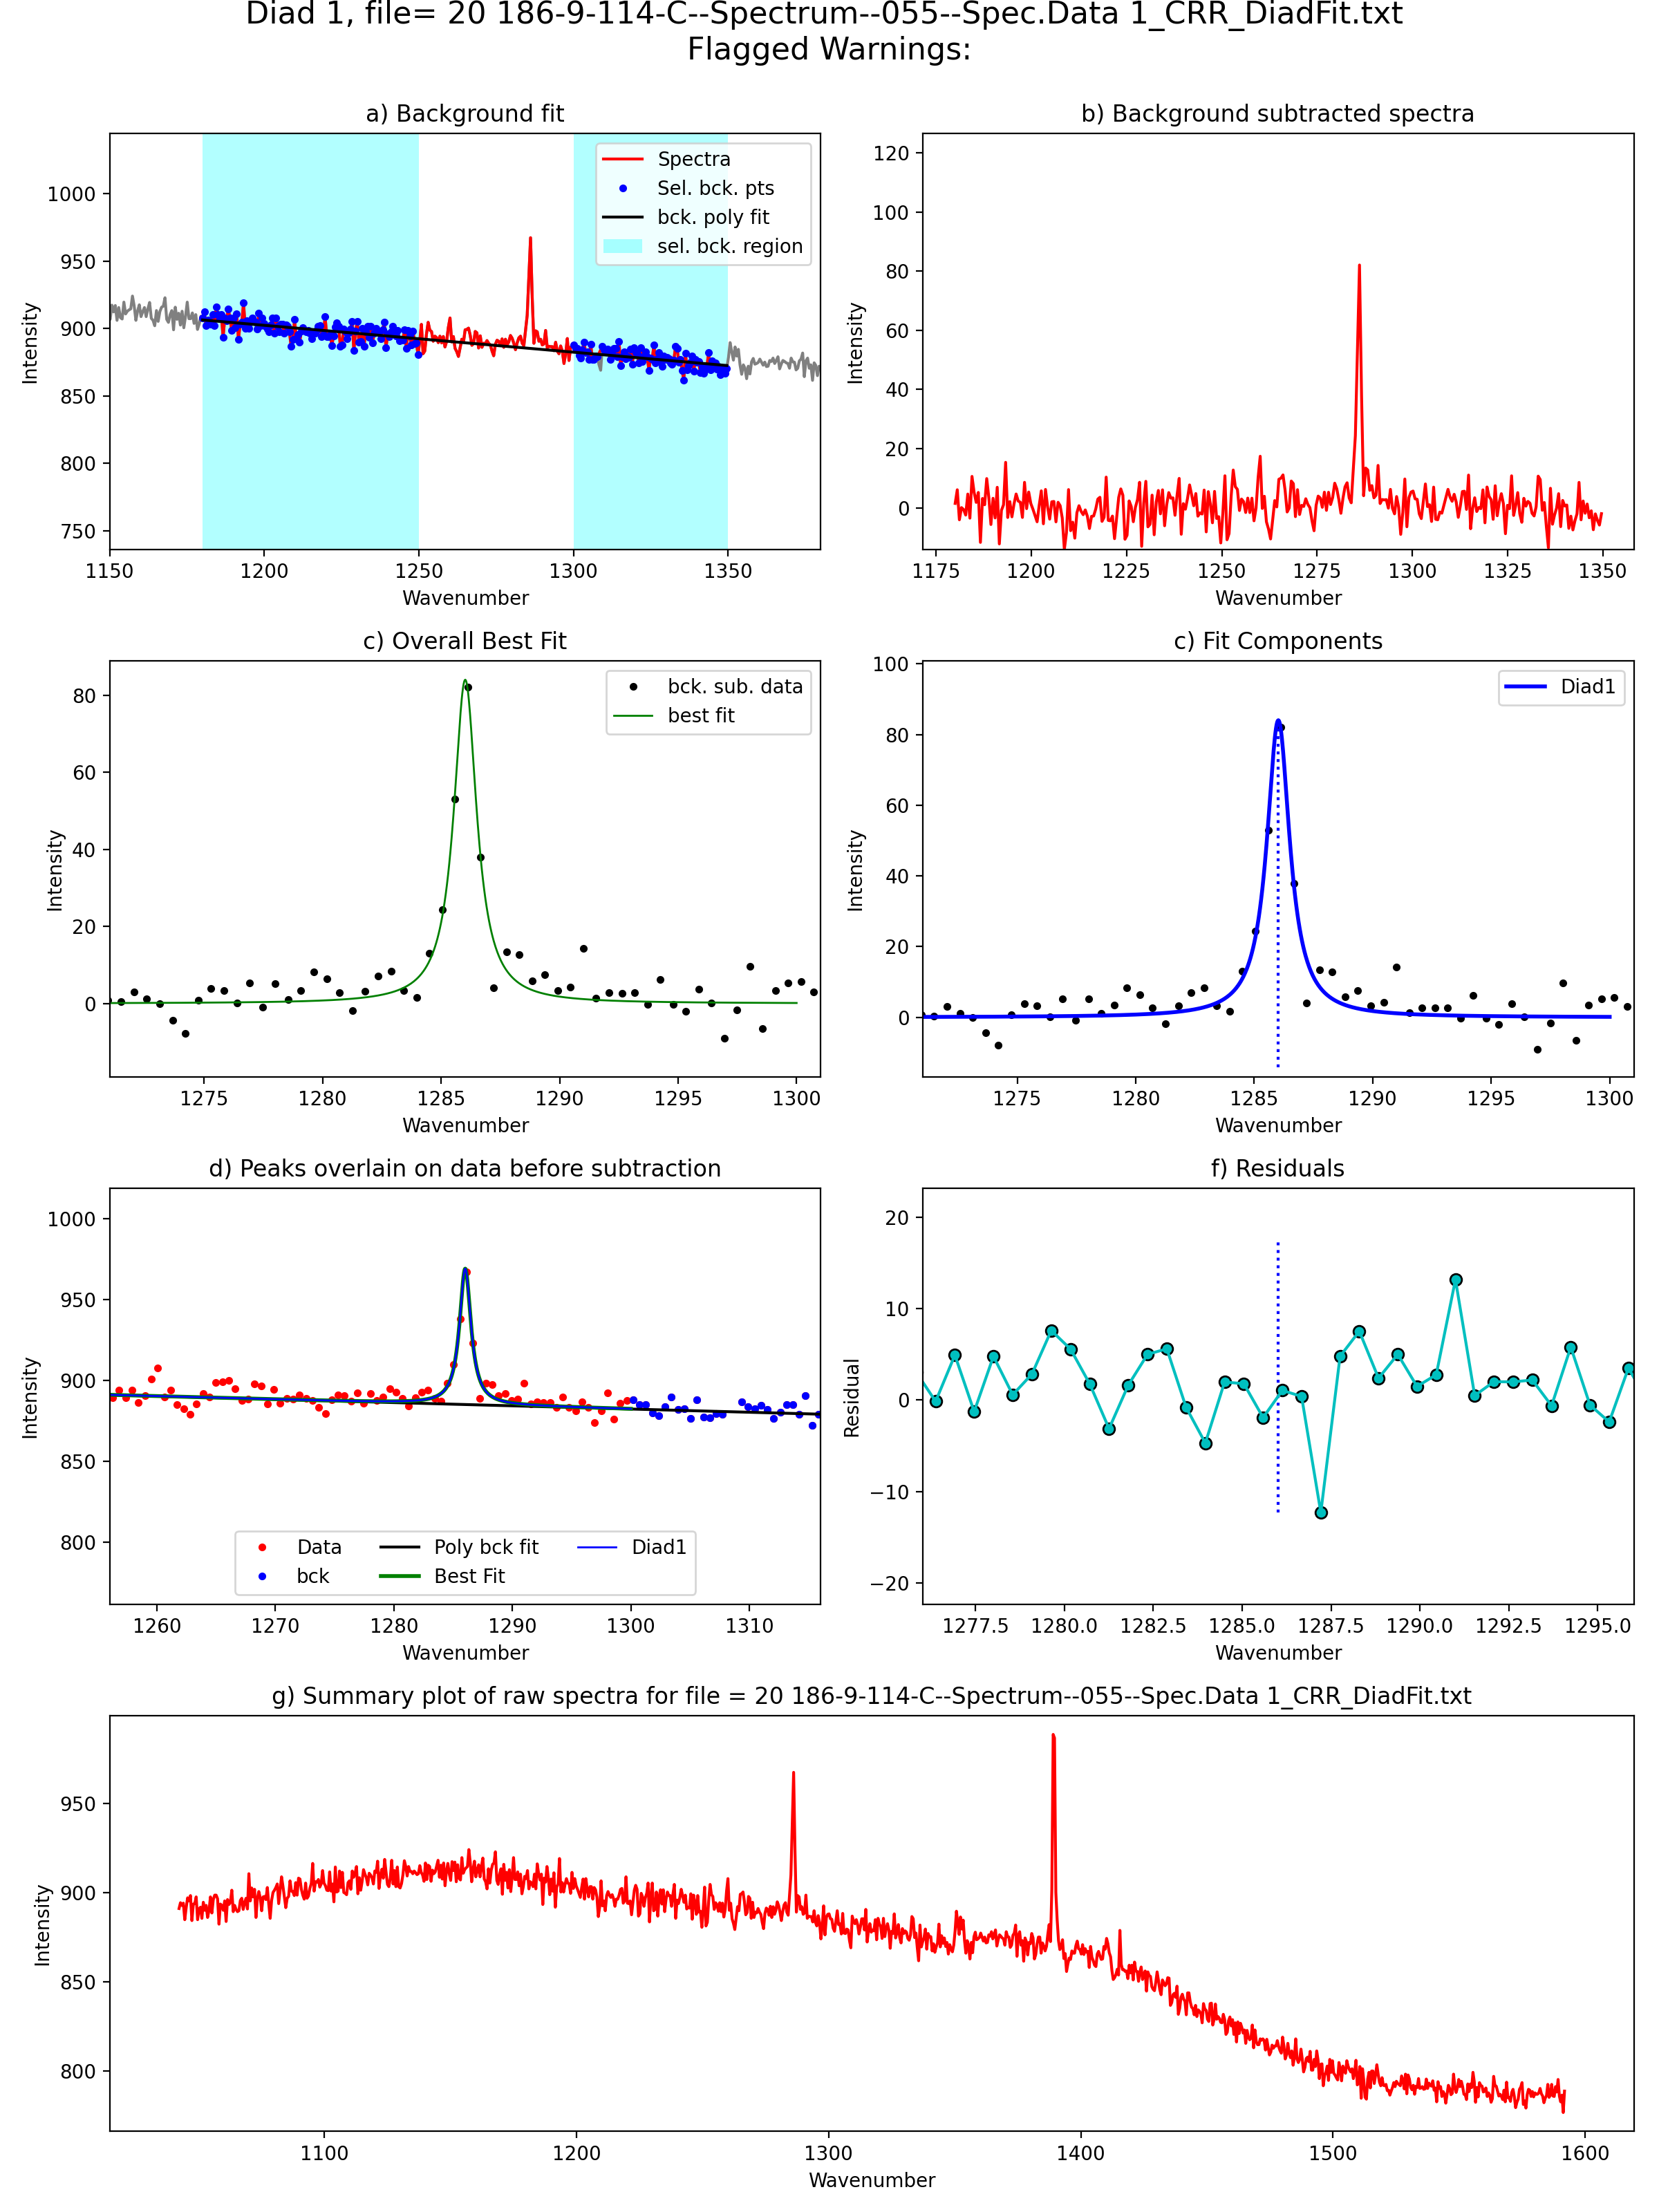 Diad 1, file= 20 186-9-114-C--Spectrum--055--Spec.Data 1_CRR_DiadFit.txt
Flagged Warnings:
a) Background fit
Intensity
1000
950
900
850
800
750
Spectra
Sel. bck. pts
bck. poly fit
sel. bck. region
1150
1200
1250
1300
1350
Wavenumber
b) Background subtracted spectra
Intensity
120
100
80
60
40
20
0
1175
1200
1225
1250
1275
1300
1325
1350
Wavenumber
c) Overall Best Fit
Intensity
80
60
40
20
0
bck. sub. data
best fit
1275
1280
1285
1290
1295
1300
Wavenumber
c) Fit Components
Intensity
100
80
60
40
20
0
Diad1
1275
1280
1285
1290
1295
1300
Wavenumber
d) Peaks overlain on data before subtraction
Intensity
1000
950
900
850
800
Data
bck
Poly bck fit
Best Fit
Diad1
1260
1270
1280
1290
1300
1310
Wavenumber
f) Residuals
Residual
20
10
0
−10
−20
1277.5
1280.0
1282.5
1285.0
1287.5
1290.0
1292.5
1295.0
Wavenumber
g) Summary plot of raw spectra for file = 20 186-9-114-C--Spectrum--055--Spec.Data 1_CRR_DiadFit.txt
Intensity
950
900
850
800
1100
1200
1300
1400
1500
1600
Wavenumber